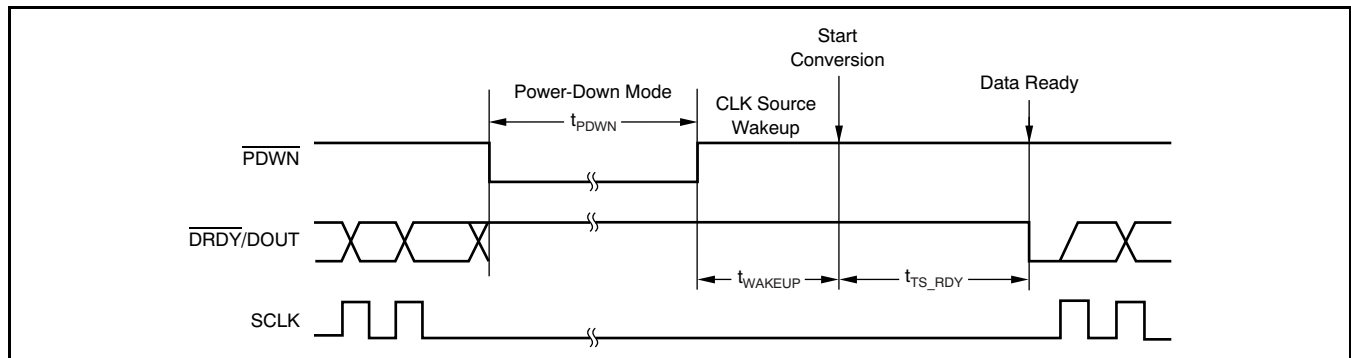 Start
Conversion
Data Ready
Power-Down Mode
CLK Source
Wakeup
tPDWN
PDWN
DRDY/DOUT
tWAKEUP
tTS_RDY
SCLK